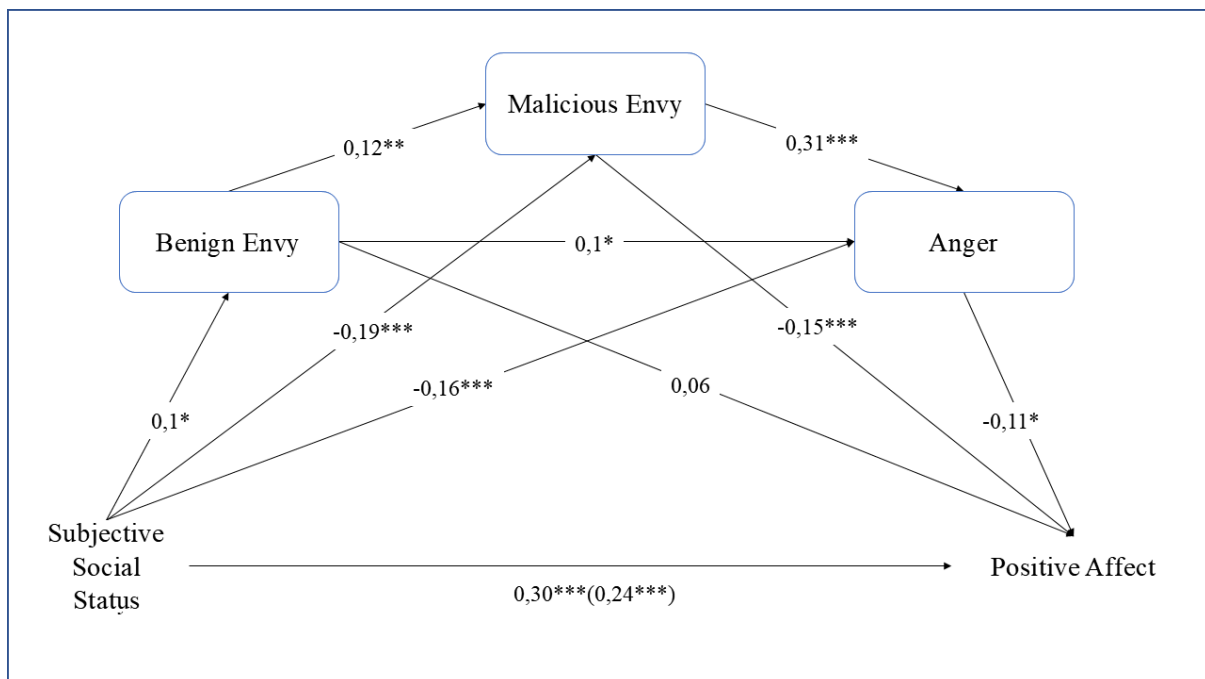 Malicious Envy
0,12**
0,31***
Benign Envy
0,1*
Anger
-0,19***
-0,15***
-0,16***
0,06
0,1*
-0,11*
Subjective
Social
Status
Positive Affect
0,30***(0,24***)